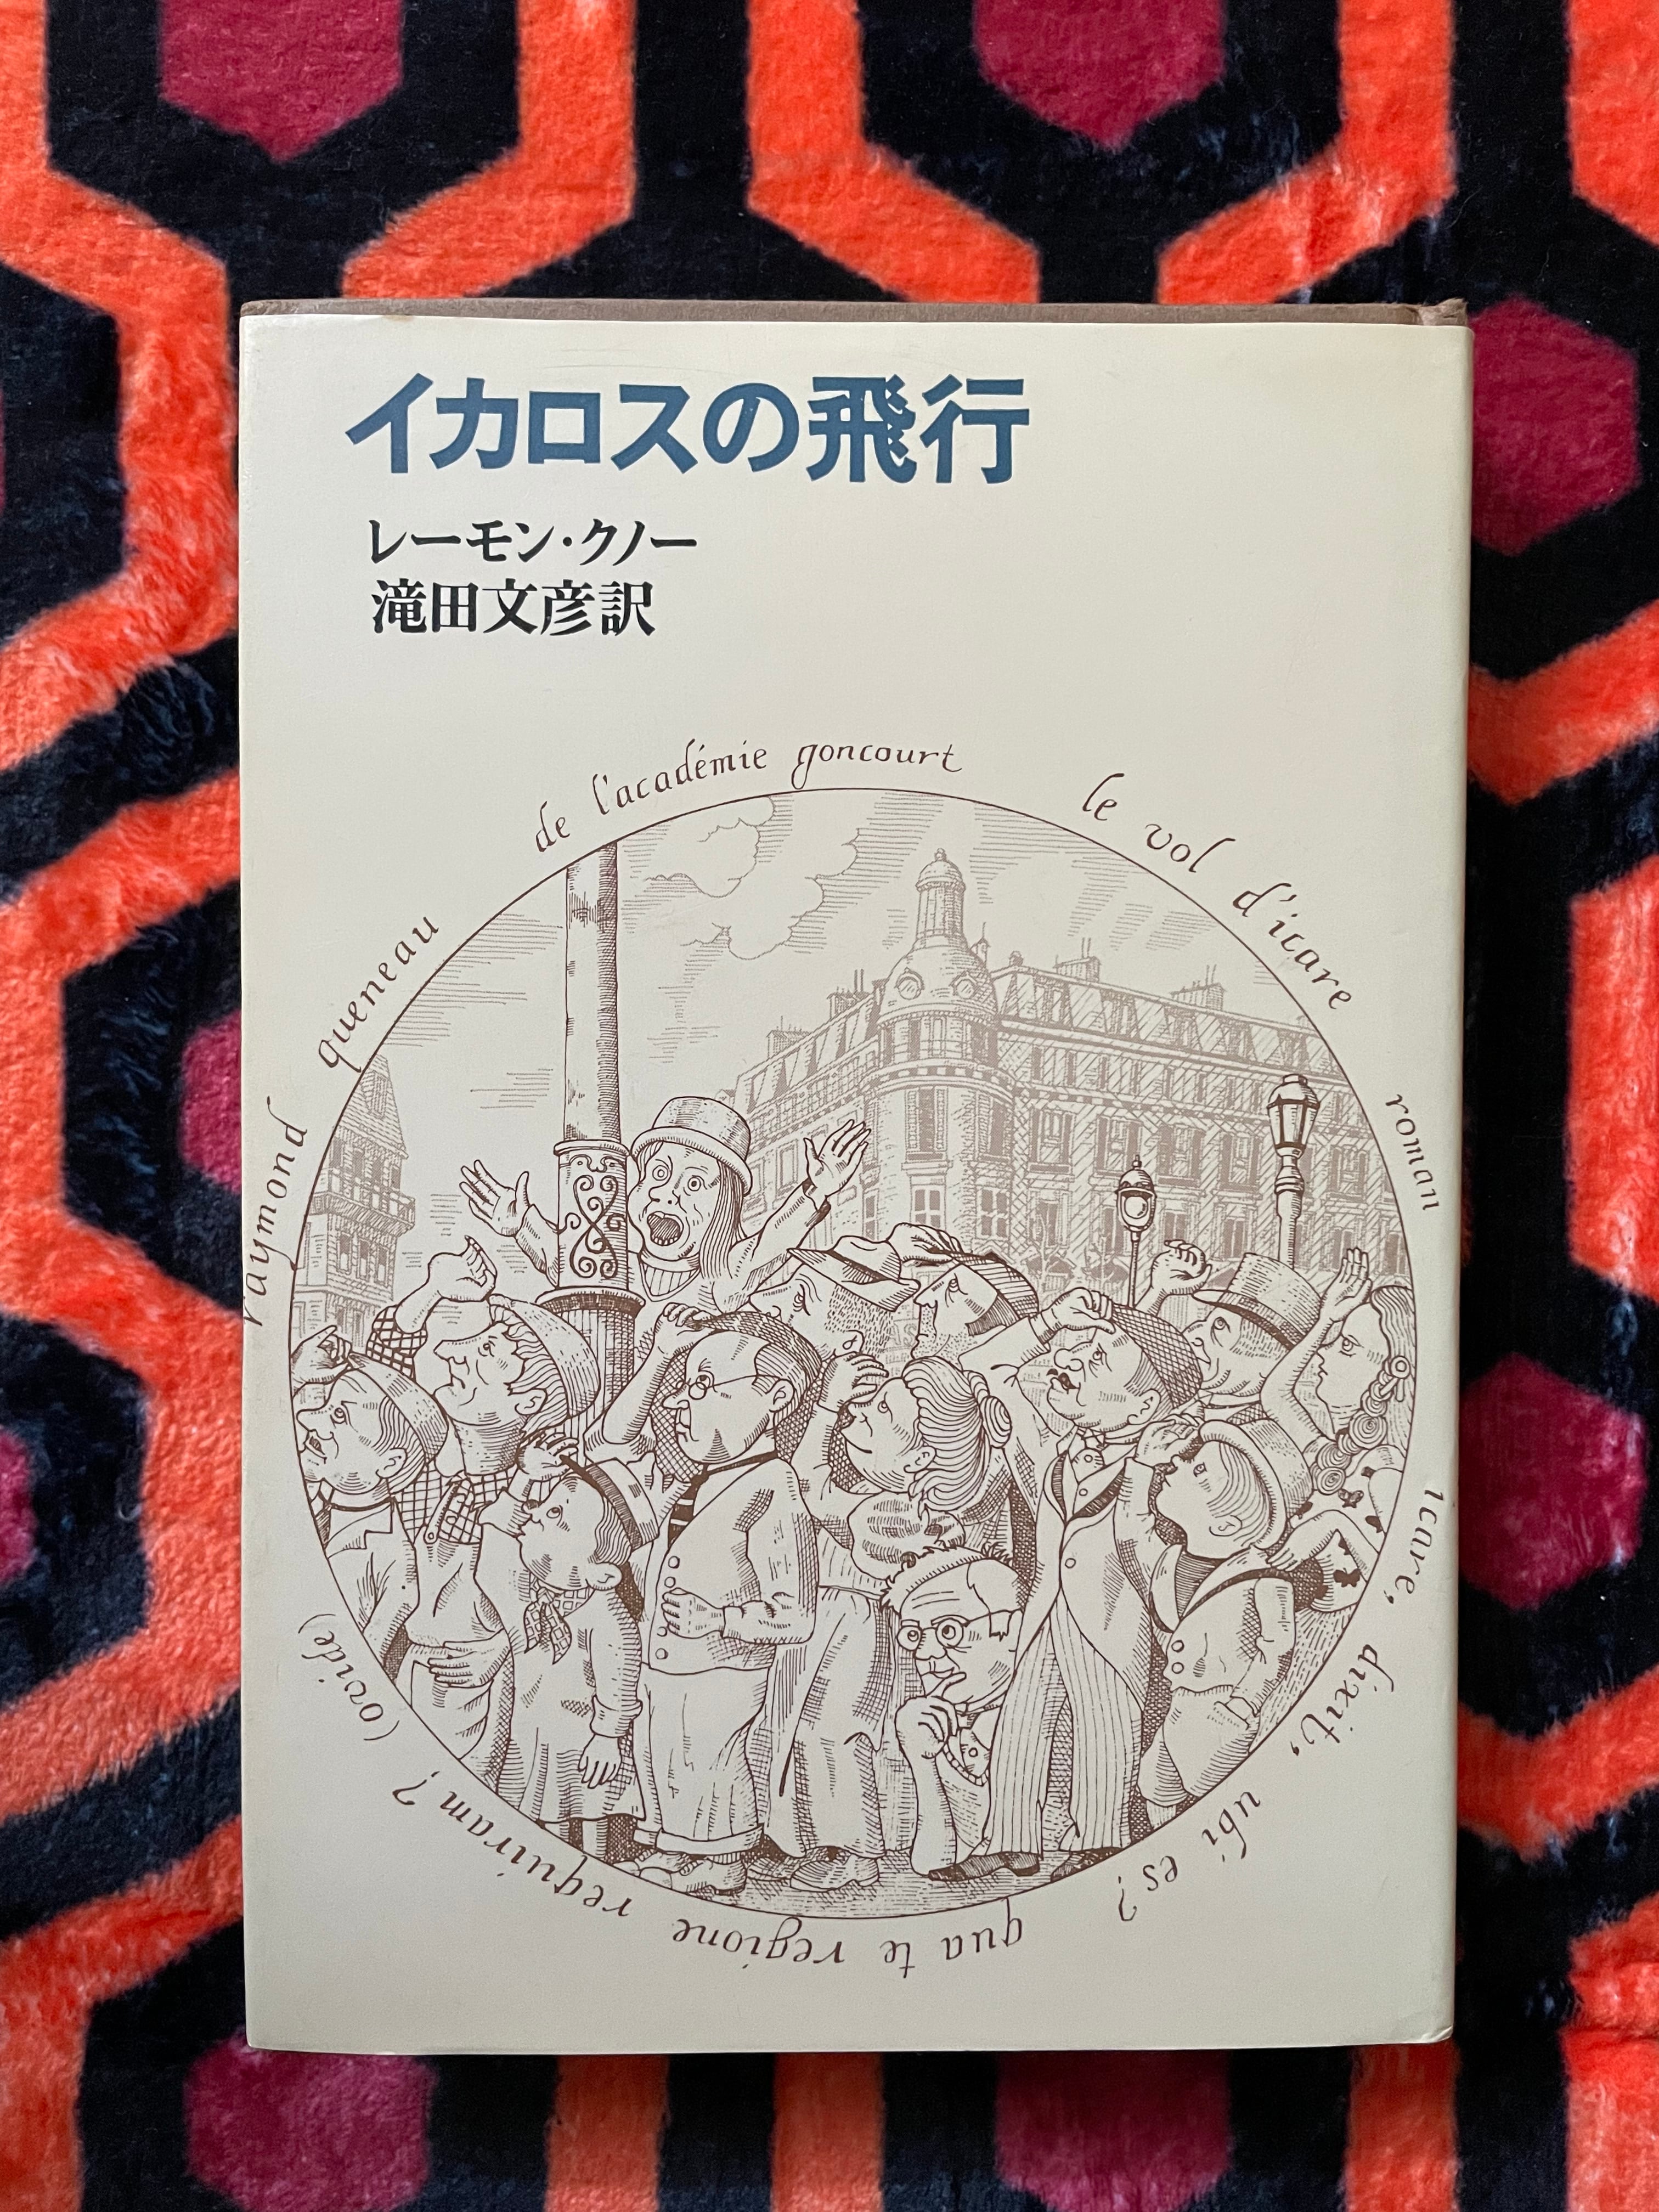 イカロスの飛行
レーモン・クノー
滝田文彦訳
raymond queneau de l'académie goncourt le vol d'icare roman
icare, dixit, ubi es? qua te regione requiram? (ovide)